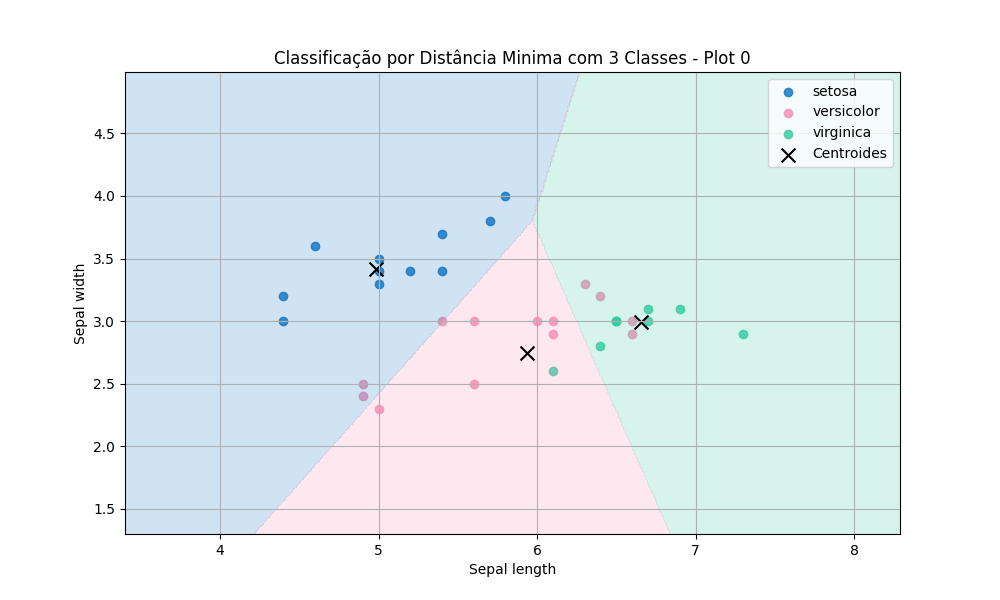 Classificação por Distância Minima com 3 Classes - Plot 0
setosa
versicolor
virginica
Centroides
Sepal width
4.5
4.0
3.5
3.0
2.5
2.0
1.5
4 5 6 7 8
Sepal length